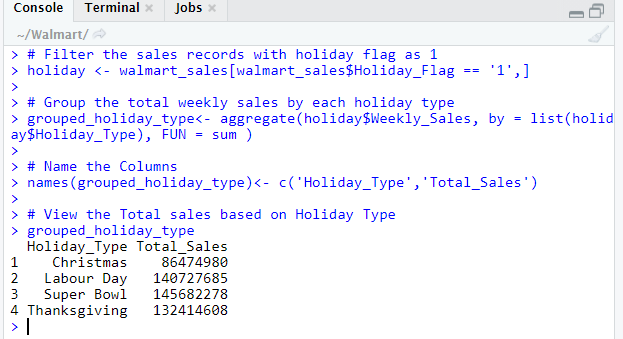 Console Terminal × Jobs ×
~/Walmart/
> # Filter the sales records with holiday flag as 1
> holiday <- walmart_sales[walmart_sales$Holiday_Flag == '1',]
>
> # Group the total weekly sales by each holiday type
> grouped_holiday_type<- aggregate(holiday$Weekly_Sales, by = list(holid
ay$Holiday_Type), FUN = sum )
>
> # Name the Columns
> names(grouped_holiday_type)<- c('Holiday_Type','Total_Sales')
>
> # View the Total sales based on Holiday Type
> grouped_holiday_type
  Holiday_Type Total_Sales
1    Christmas    86474980
2   Labour Day   140727685
3   Super Bowl   145682278
4 Thanksgiving   132414608
>